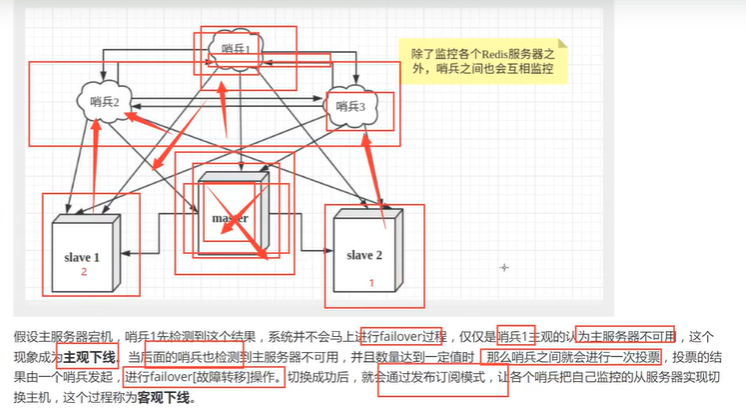 哨兵1
除了监控各个Redis服务器之
外，哨兵之间也会互相监控
哨兵2
哨兵3
master
slave 1
2
slave 2
1
假设主服务器宕机，哨兵1先检测到这个结果，系统并不会马上进行failover过程，仅仅是哨兵1主观的认为主服务器不可用，这个
现象成为主观下线。当后面的哨兵也检测到主服务器不可用，并且数量达到一定值时，那么哨兵之间就会进行一次投票，投票的结
果由一个哨兵发起，进行failover[故障转移]操作。切换成功后，就会通过发布订阅模式，让各个哨兵把自己监控的从服务器实现切
换主机，这个过程称为客观下线。